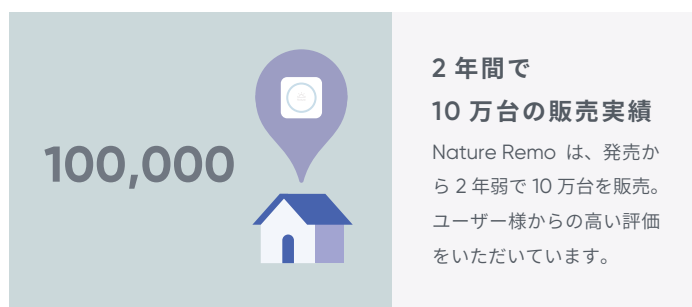 100,000
2 年間で
10 万台の販売実績
Nature Remo は、発売か
ら 2 年弱で 10 万台を販売。
ユーザー様からの高い評価
をいただいています。